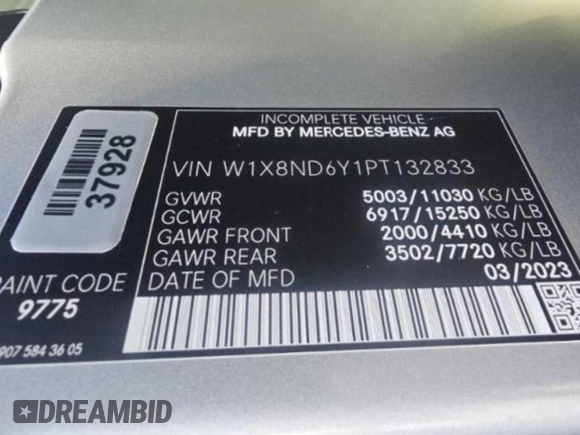 INCOMPLETE VEHICLE
MFD BY MERCEDES-BENZ AG
37928
VIN W1X8ND6Y1PT132833
GVWR 5003/11030 KG/LB
GCWR 6917/15250 KG/LB
GAWR FRONT 2000/4410 KG/LB
GAWR REAR 3502/7720 KG/LB
DATE OF MFD 03/2023
PAINT CODE
9775
907 584 36 05
DREAMBID